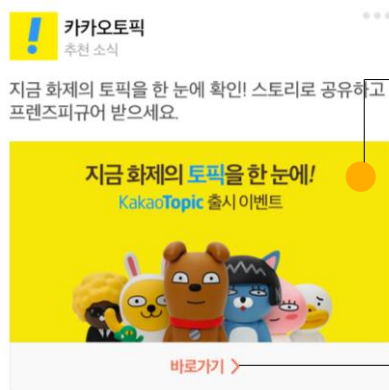 카카오토픽
추천 소식
지금 화제의 토픽을 한 눈에 확인! 스토리로 공유하고
프렌즈피규어 받으세요.
지금 화제의 토픽을 한 눈에!
KakaoTopic 출시 이벤트
바로가기 >